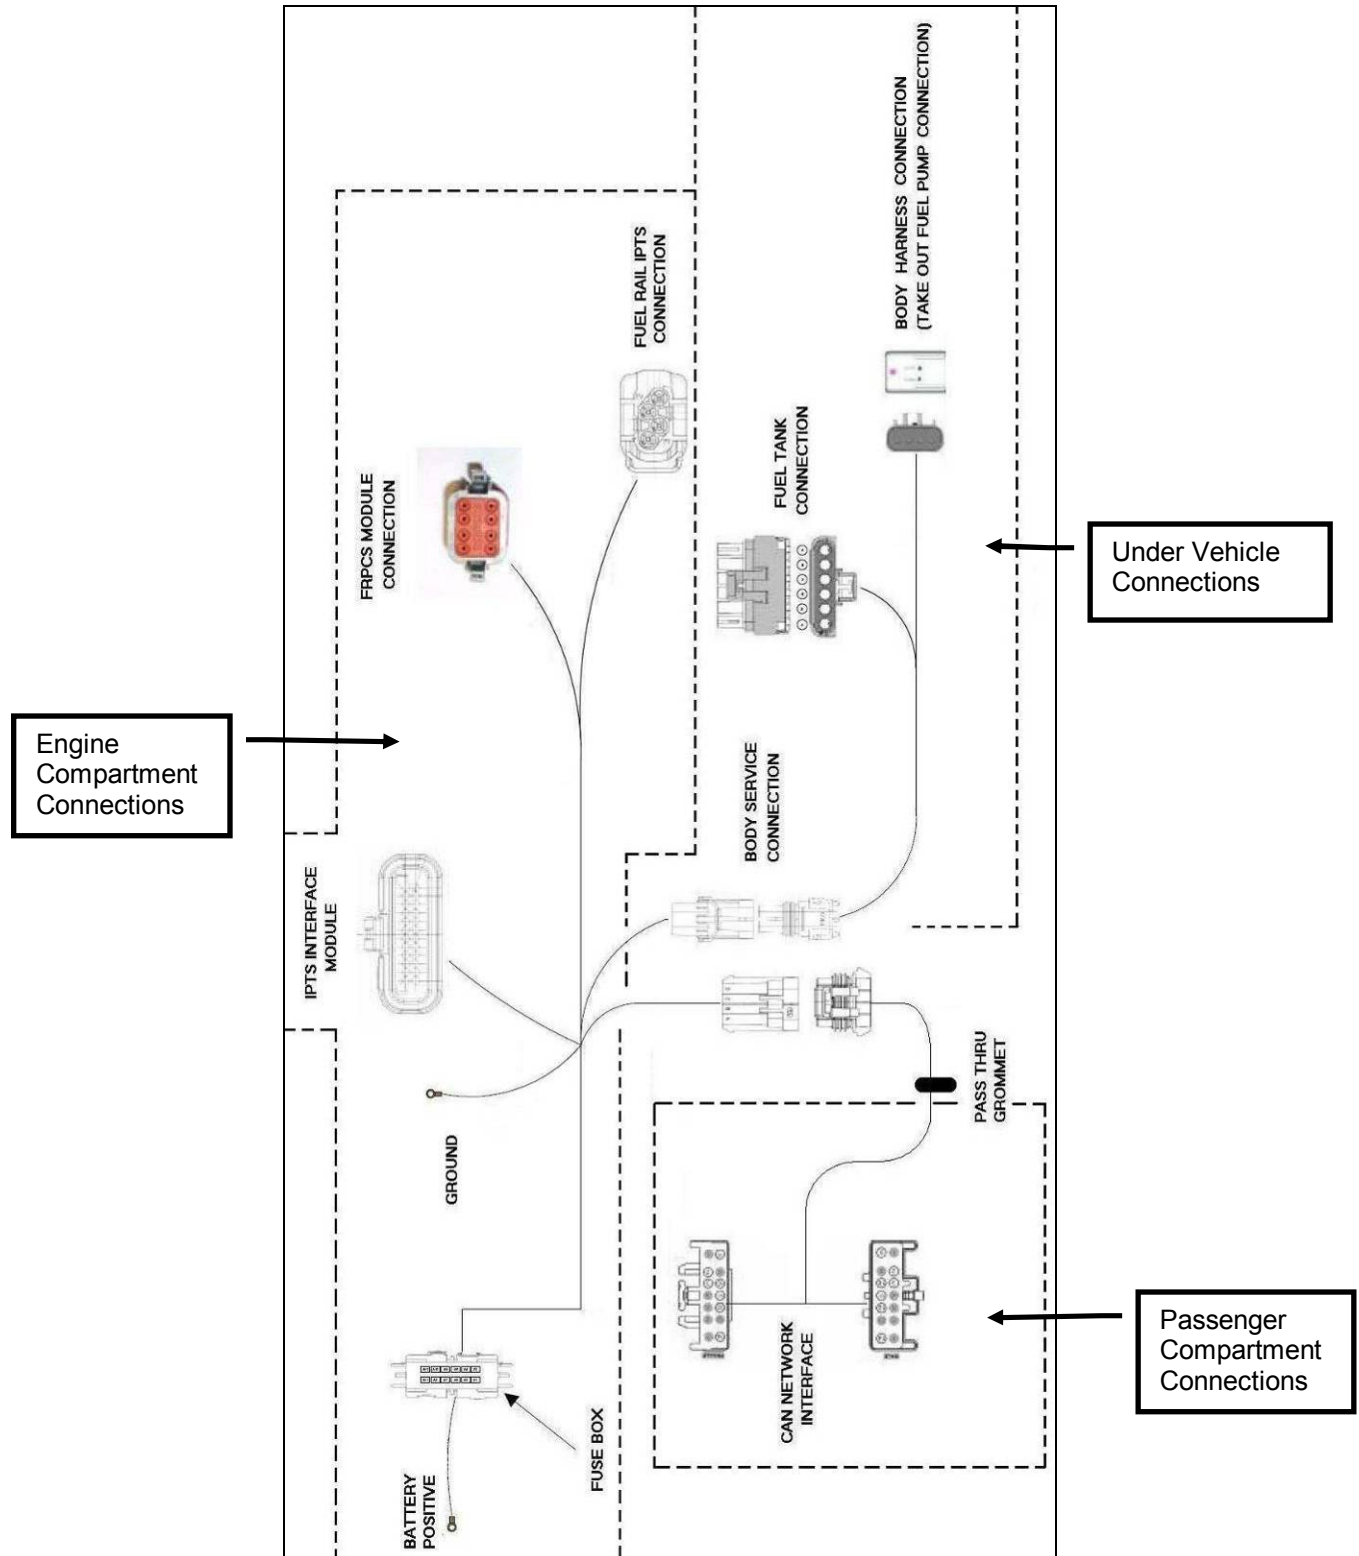 BODY HARNESS CONNECTION
(TAKE OUT FUEL PUMP CONNECTION)
FUEL RAIL IPTS
CONNECTION
FUEL TANK
CONNECTION
FRPCS MODULE
CONNECTION
Under Vehicle
Connections
Engine
Compartment
Connections
BODY SERVICE
CONNECTION
IPTS INTERFACE
MODULE
PASS THRU
GROMMET
GROUND
CAN NETWORK
INTERFACE
Passenger
Compartment
Connections
FUSE BOX
BATTERY
POSITIVE